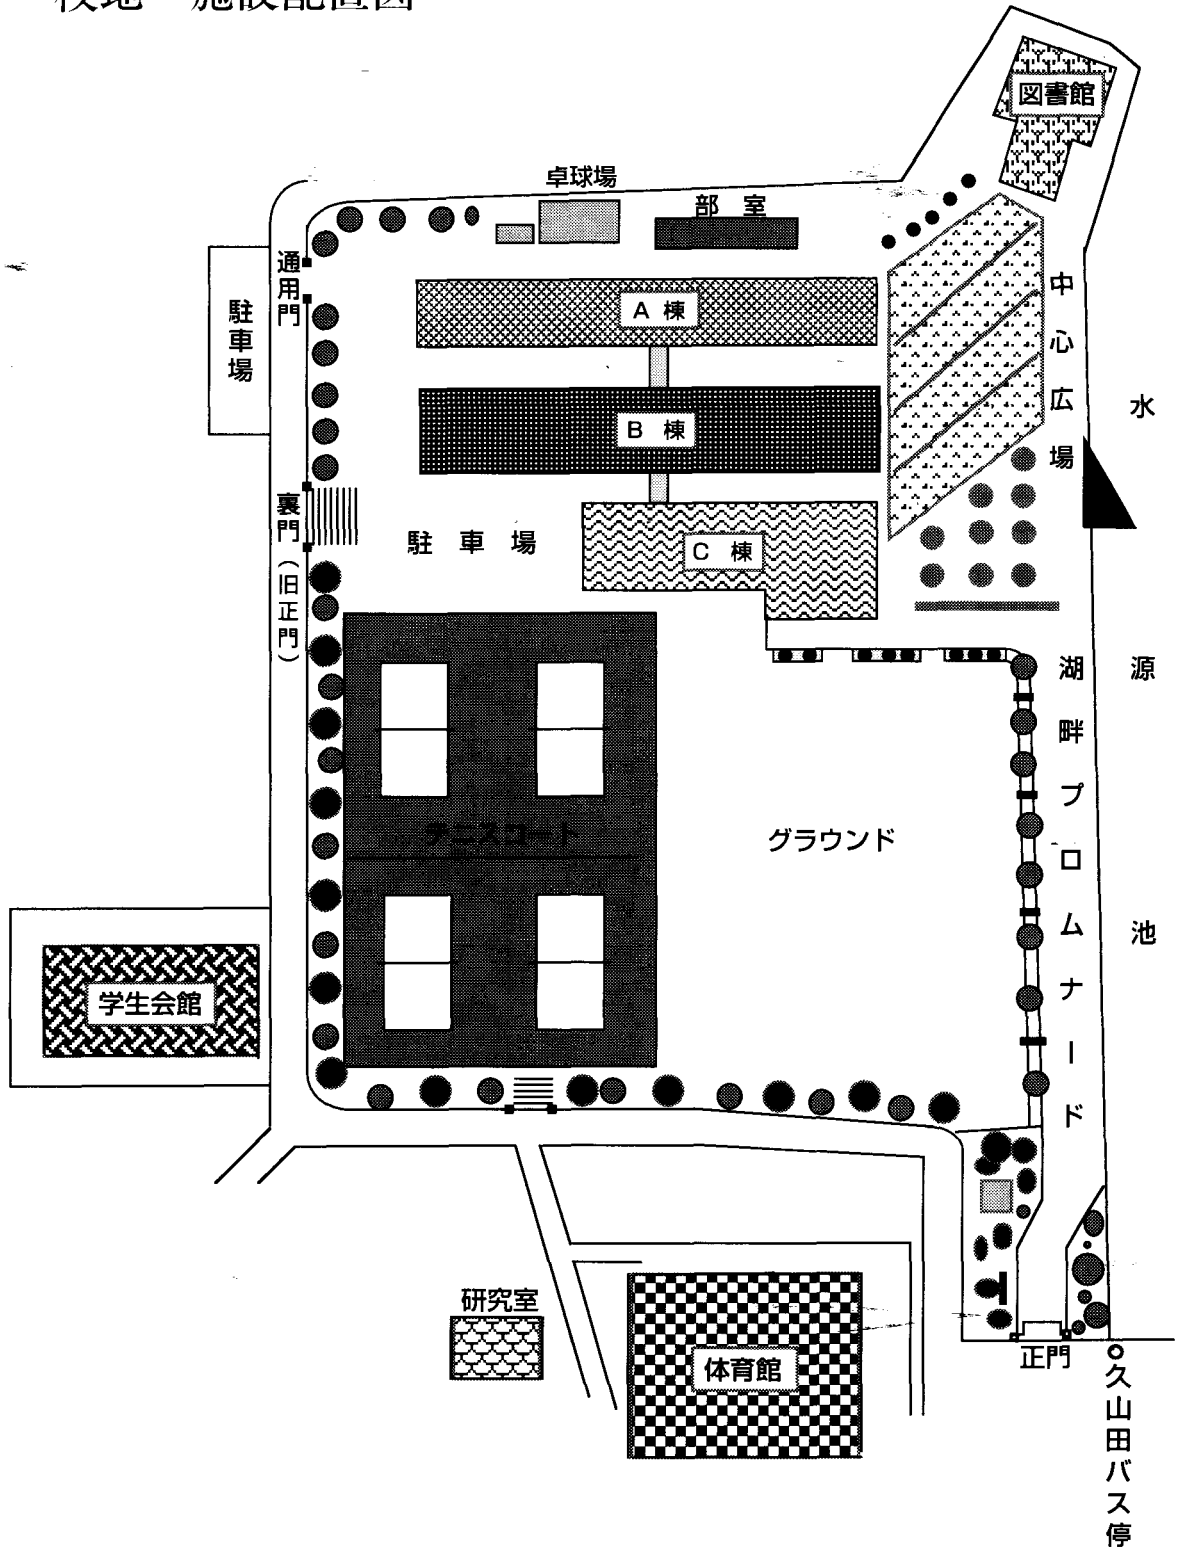 校地・施設配置図
図書館
卓球場
部室
通用門
駐車場
A棟
中心広場
B棟
水源池
裏門(旧正門)
駐車場
C棟
湖畔プロムナード
テニスコート
グラウンド
学生会館
研究室
体育館
正門
久山田バス停